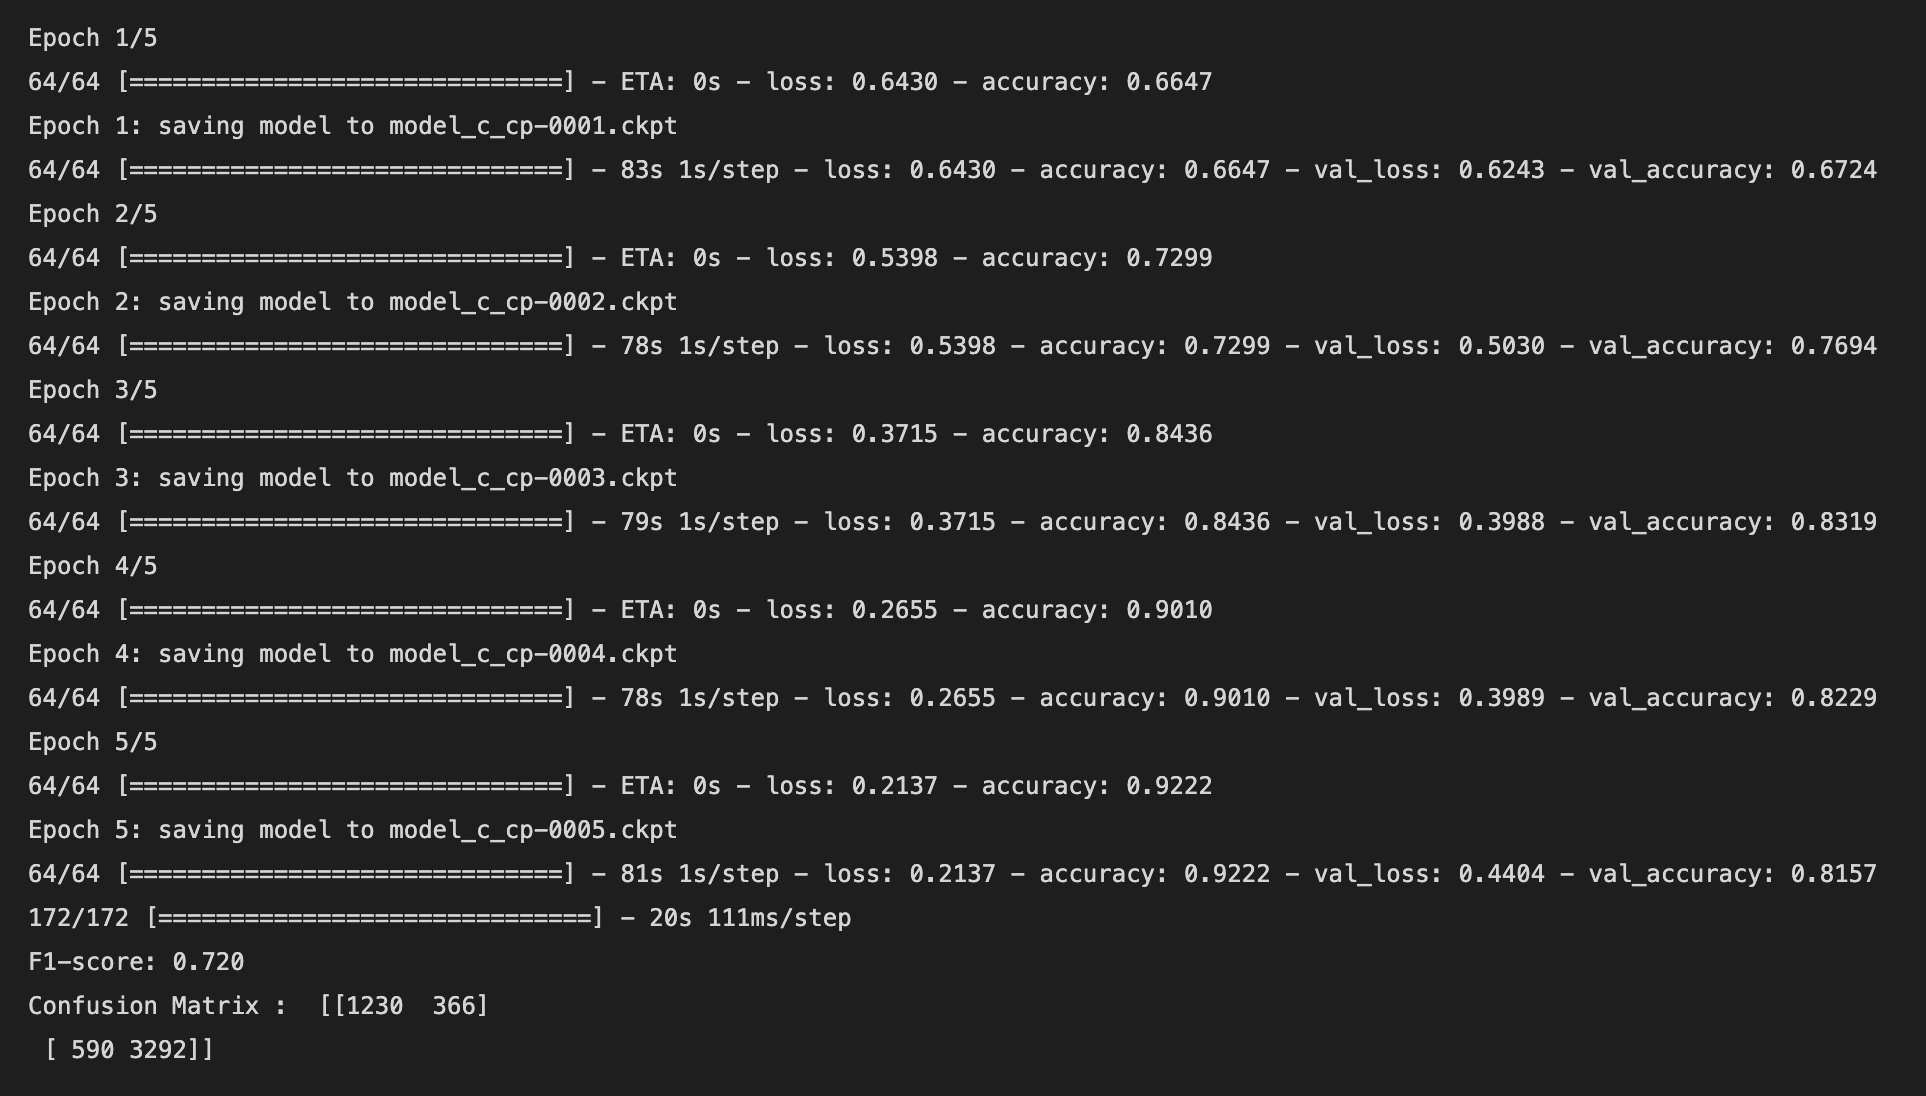 Epoch 1/5
64/64 [==============================] - ETA: 0s - loss: 0.6430 - accuracy: 0.6647
Epoch 1: saving model to model_c_cp-0001.ckpt
64/64 [==============================] - 83s 1s/step - loss: 0.6430 - accuracy: 0.6647 - val_loss: 0.6243 - val_accuracy: 0.6724
Epoch 2/5
64/64 [==============================] - ETA: 0s - loss: 0.5398 - accuracy: 0.7299
Epoch 2: saving model to model_c_cp-0002.ckpt
64/64 [==============================] - 78s 1s/step - loss: 0.5398 - accuracy: 0.7299 - val_loss: 0.5030 - val_accuracy: 0.7694
Epoch 3/5
64/64 [==============================] - ETA: 0s - loss: 0.3715 - accuracy: 0.8436
Epoch 3: saving model to model_c_cp-0003.ckpt
64/64 [==============================] - 79s 1s/step - loss: 0.3715 - accuracy: 0.8436 - val_loss: 0.3988 - val_accuracy: 0.8319
Epoch 4/5
64/64 [==============================] - ETA: 0s - loss: 0.2655 - accuracy: 0.9010
Epoch 4: saving model to model_c_cp-0004.ckpt
64/64 [==============================] - 78s 1s/step - loss: 0.2655 - accuracy: 0.9010 - val_loss: 0.3989 - val_accuracy: 0.8229
Epoch 5/5
64/64 [==============================] - ETA: 0s - loss: 0.2137 - accuracy: 0.9222
Epoch 5: saving model to model_c_cp-0005.ckpt
64/64 [==============================] - 81s 1s/step - loss: 0.2137 - accuracy: 0.9222 - val_loss: 0.4404 - val_accuracy: 0.8157
172/172 [==============================] - 20s 111ms/step
F1-score: 0.720
Confusion Matrix :  [[1230  366]
 [ 590 3292]]